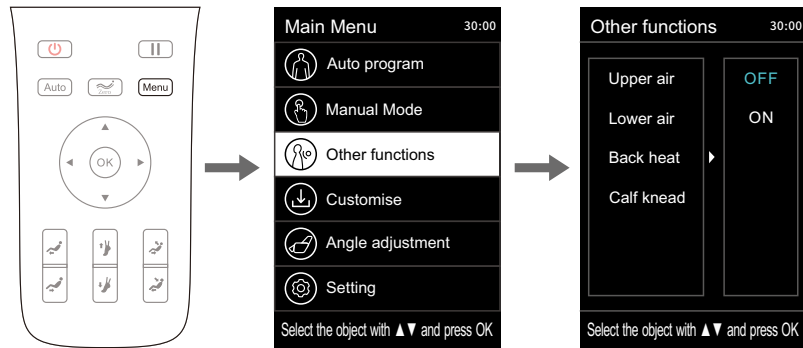 Auto
Zero
Menu
OK
Main Menu 30:00
Auto program
Manual Mode
Other functions
Customise
Angle adjustment
Setting
Select the object with ▲▼ and press OK
Other functions 30:00
Upper air
Lower air
Back heat
Calf knead
OFF
ON
Select the object with ▲▼ and press OK